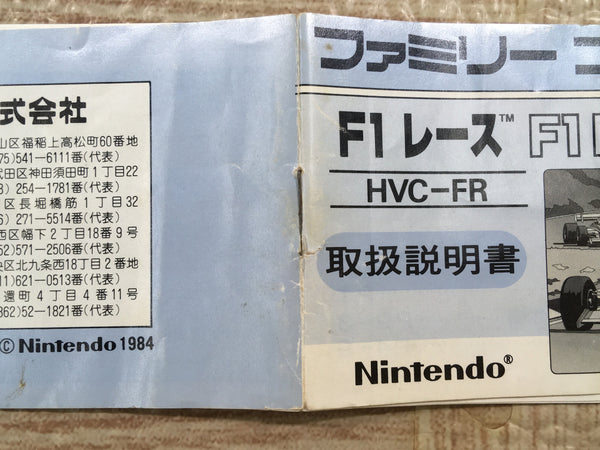 式会社
山区福稲上高松町60番地
75)541-6111番(代表)
代田区神田須田町1丁目22
3) 254-1781番(代表)
区長堀橋筋1丁目32
6) 271-5514番(代表)
西区幅下2丁目18番9号
52)571-2506番(代表)
央区北九条西18丁目2番地
11)621-0513番(代表)
還町4丁目4番11号
862)52-1821番(代表)
© Nintendo 1984
ファミリー コ
F1 レース™ F1
HVC-FR
取扱説明書
Nintendo®